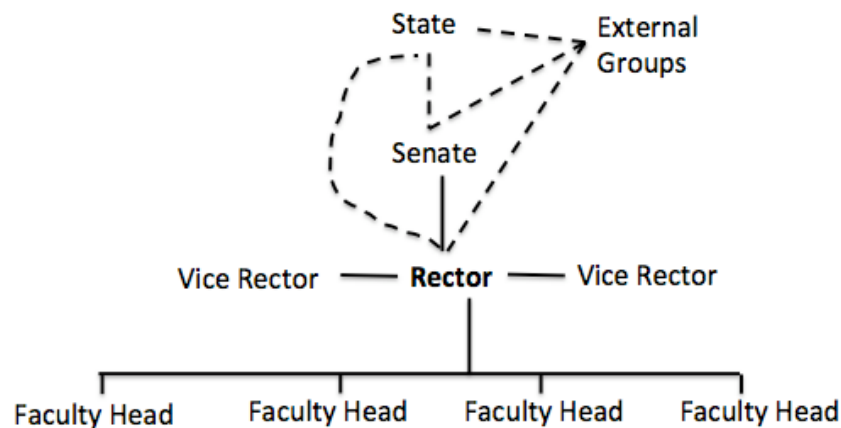 State
External
Groups
Senate
Vice Rector
Rector
Vice Rector
Faculty Head
Faculty Head
Faculty Head
Faculty Head